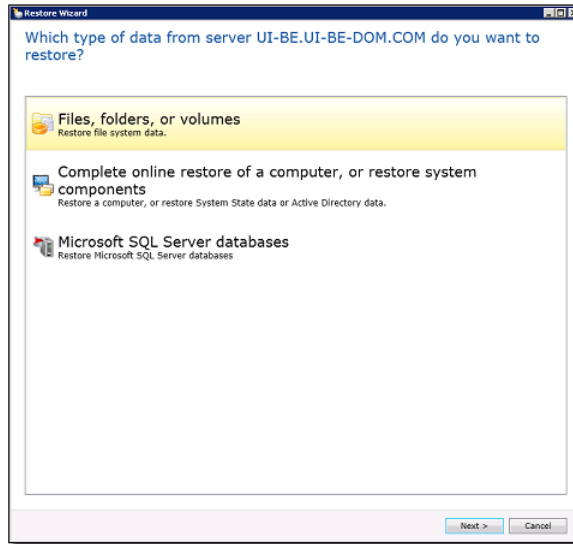 Restore Wizard
Which type of data from server UI-BE.UI-BE-DOM.COM do you want to
restore?
Files, folders, or volumes
Restore file system data.
Complete online restore of a computer, or restore system
components
Restore a computer, or restore System State data or Active Directory data.
Microsoft SQL Server databases
Restore Microsoft SQL Server databases
Next >
Cancel